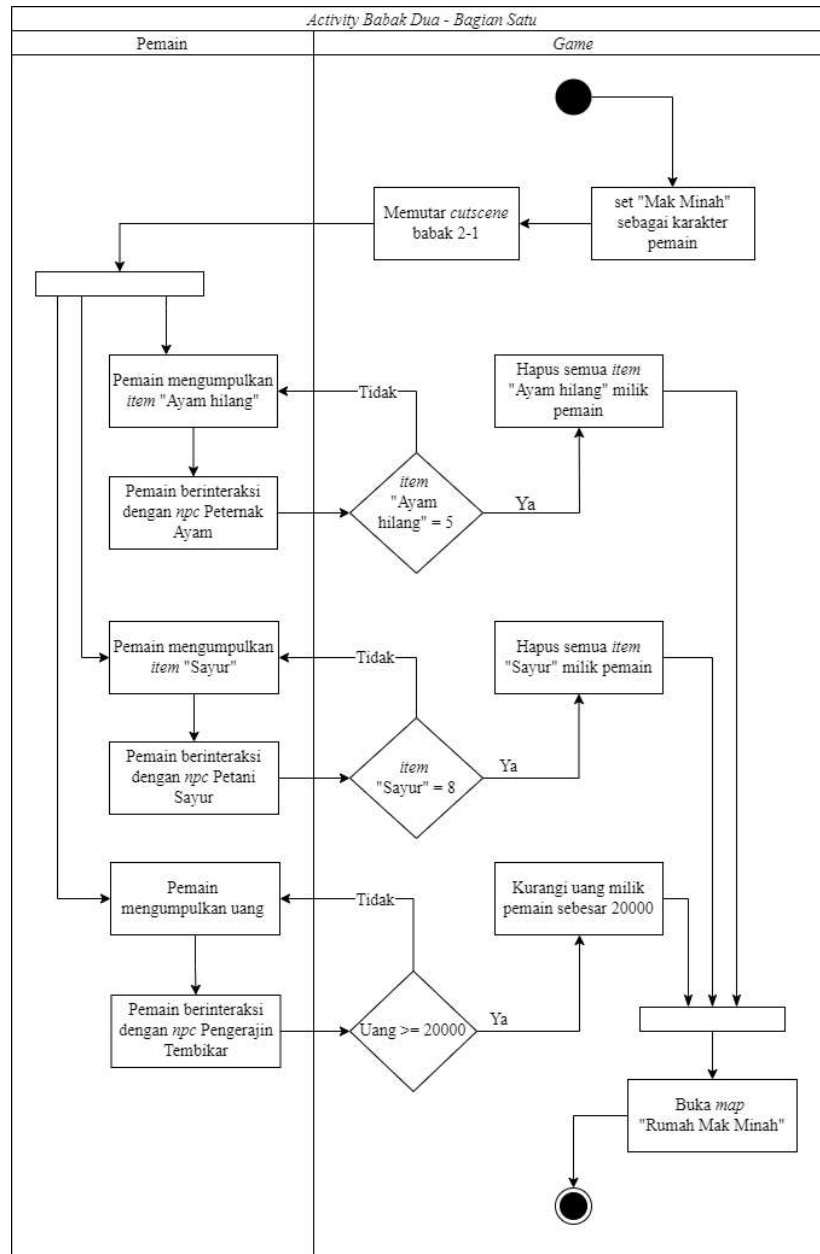 Activity Babak Dua - Bagian Satu
Pemain
Game
set "Mak Minah"
sebagai karakter
pemain
Memutar cutscene
babak 2-1
Pemain mengumpulkan
item "Ayam hilang"
Tidak
Hapus semua item
"Ayam hilang" milik
pemain
Pemain berinteraksi
dengan npc Peternak
Ayam
item
"Ayam
hilang" = 5
Ya
Pemain mengumpulkan
item "Sayur"
Tidak
Hapus semua item
"Sayur" milik pemain
Pemain berinteraksi
dengan npc Petani
Sayur
item
"Sayur" = 8
Ya
Pemain
mengumpulkan uang
Tidak
Kurangi uang milik
pemain sebesar 20000
Pemain berinteraksi
dengan npc Pengerajin
Tembikar
Uang >= 20000
Ya
Buka map
"Rumah Mak Minah"